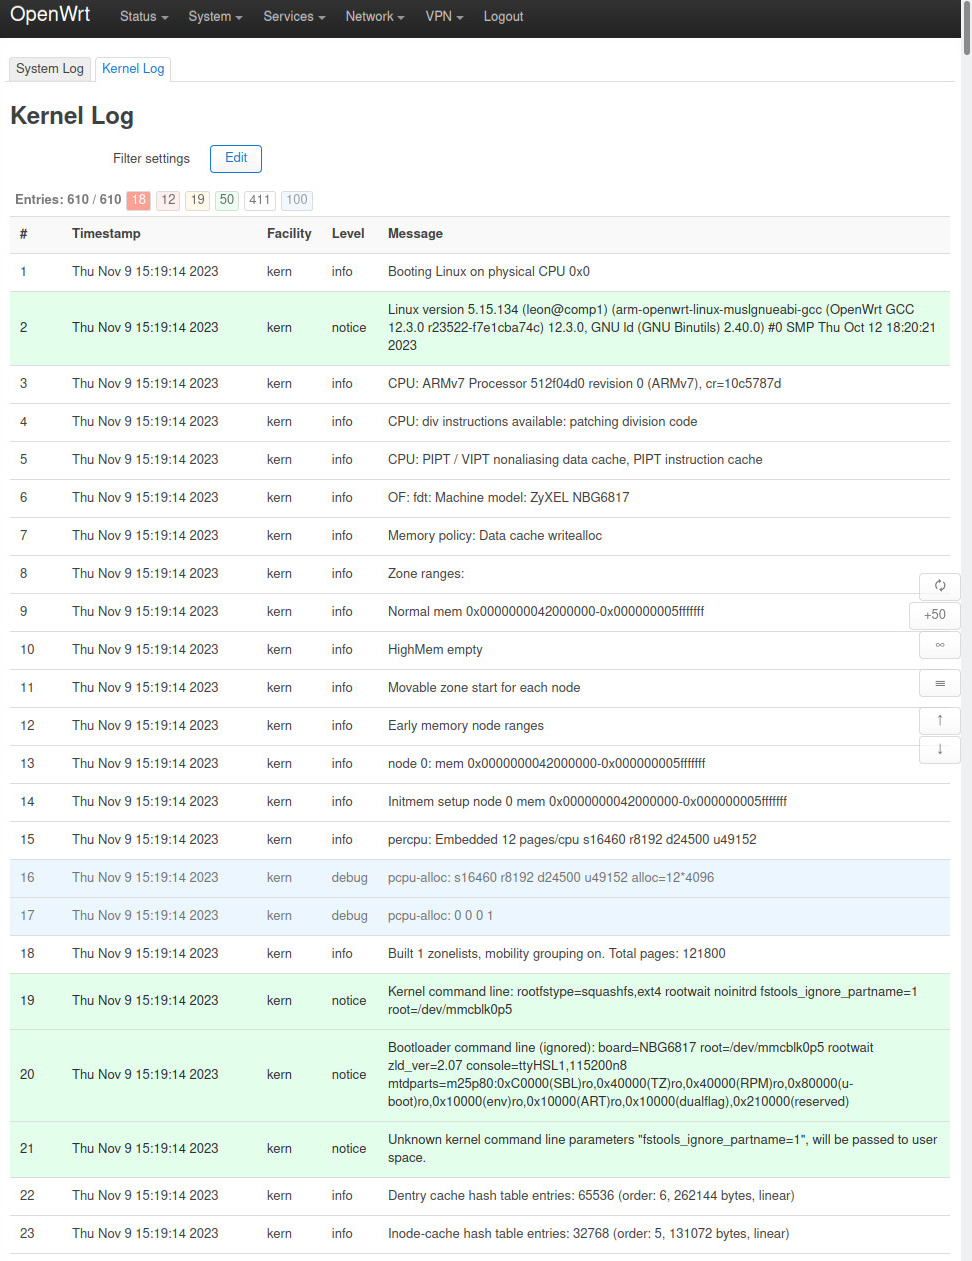 OpenWrt Status System Services Network VPN Logout
System Log Kernel Log
Kernel Log
Filter settings Edit
Entries: 610 / 610 18 12 19 50 411 100
# Timestamp Facility Level Message
1 Thu Nov 9 15:19:14 2023 kern info Booting Linux on physical CPU 0x0
2 Thu Nov 9 15:19:14 2023 kern notice Linux version 5.15.134 (leon@comp1) (arm-openwrt-linux-muslgnueabi-gcc (OpenWrt GCC
12.3.0 r23522-f7e1cba74c) 12.3.0, GNU ld (GNU Binutils) 2.40.0) #0 SMP Thu Oct 12 18:20:21
2023
3 Thu Nov 9 15:19:14 2023 kern info CPU: ARMv7 Processor 512f04d0 revision 0 (ARMv7), cr=10c5787d
4 Thu Nov 9 15:19:14 2023 kern info CPU: div instructions available: patching division code
5 Thu Nov 9 15:19:14 2023 kern info CPU: PIPT / VIPT nonaliasing data cache, PIPT instruction cache
6 Thu Nov 9 15:19:14 2023 kern info OF: fdt: Machine model: ZyXEL NBG6817
7 Thu Nov 9 15:19:14 2023 kern info Memory policy: Data cache writealloc
8 Thu Nov 9 15:19:14 2023 kern info Zone ranges:
9 Thu Nov 9 15:19:14 2023 kern info Normal mem 0x0000000042000000-0x000000005fffffff
+50
10 Thu Nov 9 15:19:14 2023 kern info HighMem empty
∞
11 Thu Nov 9 15:19:14 2023 kern info Movable zone start for each node
≡
12 Thu Nov 9 15:19:14 2023 kern info Early memory node ranges
↑
13 Thu Nov 9 15:19:14 2023 kern info node 0: mem 0x0000000042000000-0x000000005fffffff
↓
14 Thu Nov 9 15:19:14 2023 kern info Initmem setup node 0 mem 0x0000000042000000-0x000000005fffffff
15 Thu Nov 9 15:19:14 2023 kern info percpu: Embedded 12 pages/cpu s16460 r8192 d24500 u49152
16 Thu Nov 9 15:19:14 2023 kern debug pcpu-alloc: s16460 r8192 d24500 u49152 alloc=12*4096
17 Thu Nov 9 15:19:14 2023 kern debug pcpu-alloc: 0 0 0 1
18 Thu Nov 9 15:19:14 2023 kern info Built 1 zonelists, mobility grouping on. Total pages: 121800
19 Thu Nov 9 15:19:14 2023 kern notice Kernel command line: rootfstype=squashfs,ext4 rootwait noinitrd fstools_ignore_partname=1
root=/dev/mmcblk0p5
20 Thu Nov 9 15:19:14 2023 kern notice Bootloader command line (ignored): board=NBG6817 root=/dev/mmcblk0p5 rootwait
zld_ver=2.07 console=ttyHSL1,115200n8
mtdparts=m25p80:0xC0000(SBL)ro,0x40000(TZ)ro,0x40000(RPM)ro,0x80000(u-
boot)ro,0x10000(env)ro,0x10000(ART)ro,0x10000(dualflag),0x210000(reserved)
21 Thu Nov 9 15:19:14 2023 kern notice Unknown kernel command line parameters "fstools_ignore_partname=1", will be passed to user
space.
22 Thu Nov 9 15:19:14 2023 kern info Dentry cache hash table entries: 65536 (order: 6, 262144 bytes, linear)
23 Thu Nov 9 15:19:14 2023 kern info Inode-cache hash table entries: 32768 (order: 5, 131072 bytes, linear)